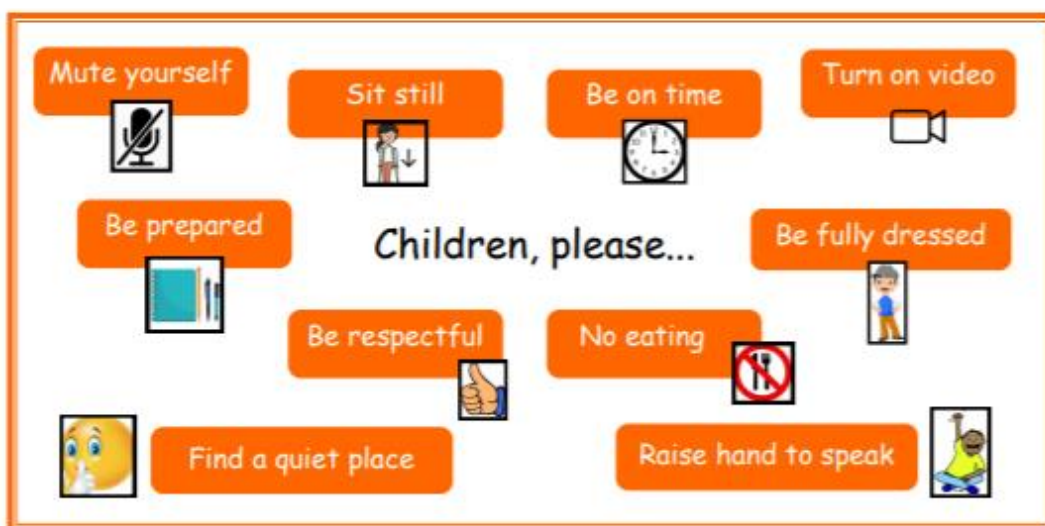 Mute yourself
Sit still
Be on time
Turn on video
Be prepared
Children, please...
Be fully dressed
Be respectful
No eating
Find a quiet place
Raise hand to speak